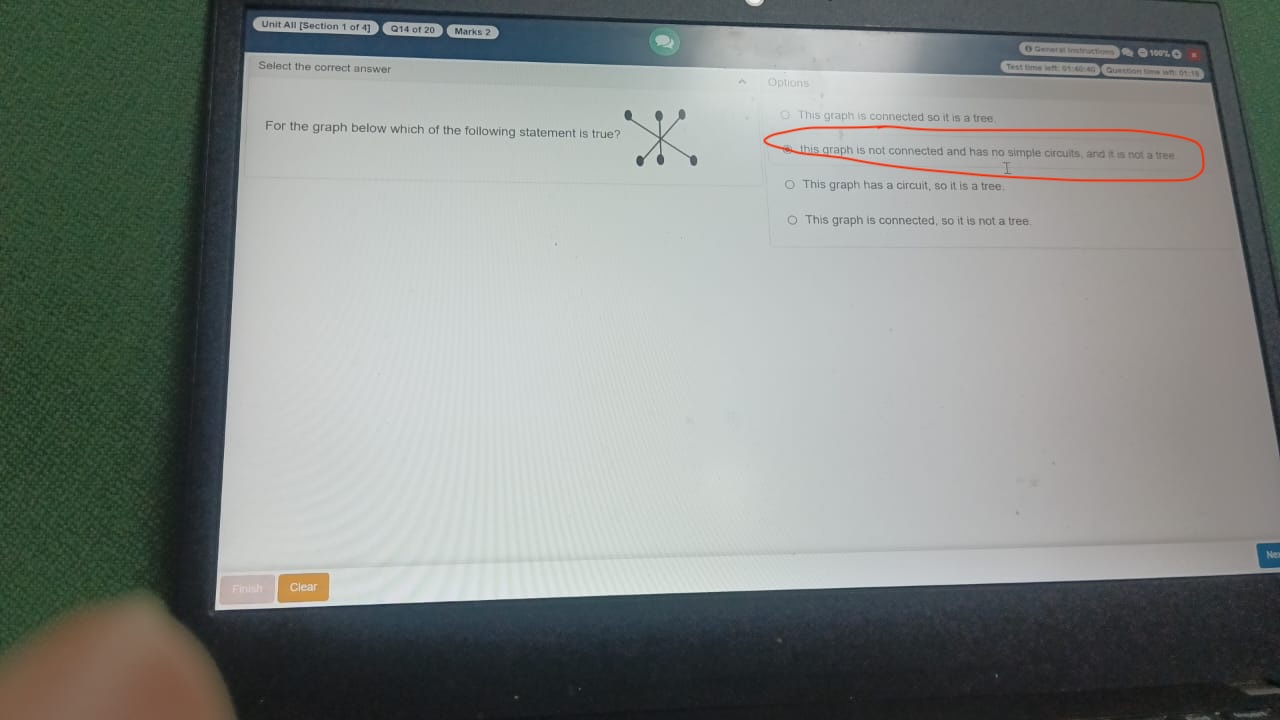 Unit All [Section 1 of 4] Q14 of 20 Marks 2
General Instructions 100%
Test time left: 01:40:40 Question time left: 01:18
Select the correct answer
Options
For the graph below which of the following statement is true?
This graph is connected so it is a tree.
this graph is not connected and has no simple circuits, and it is not a tree.
This graph has a circuit, so it is a tree.
This graph is connected, so it is not a tree.
Finish Clear